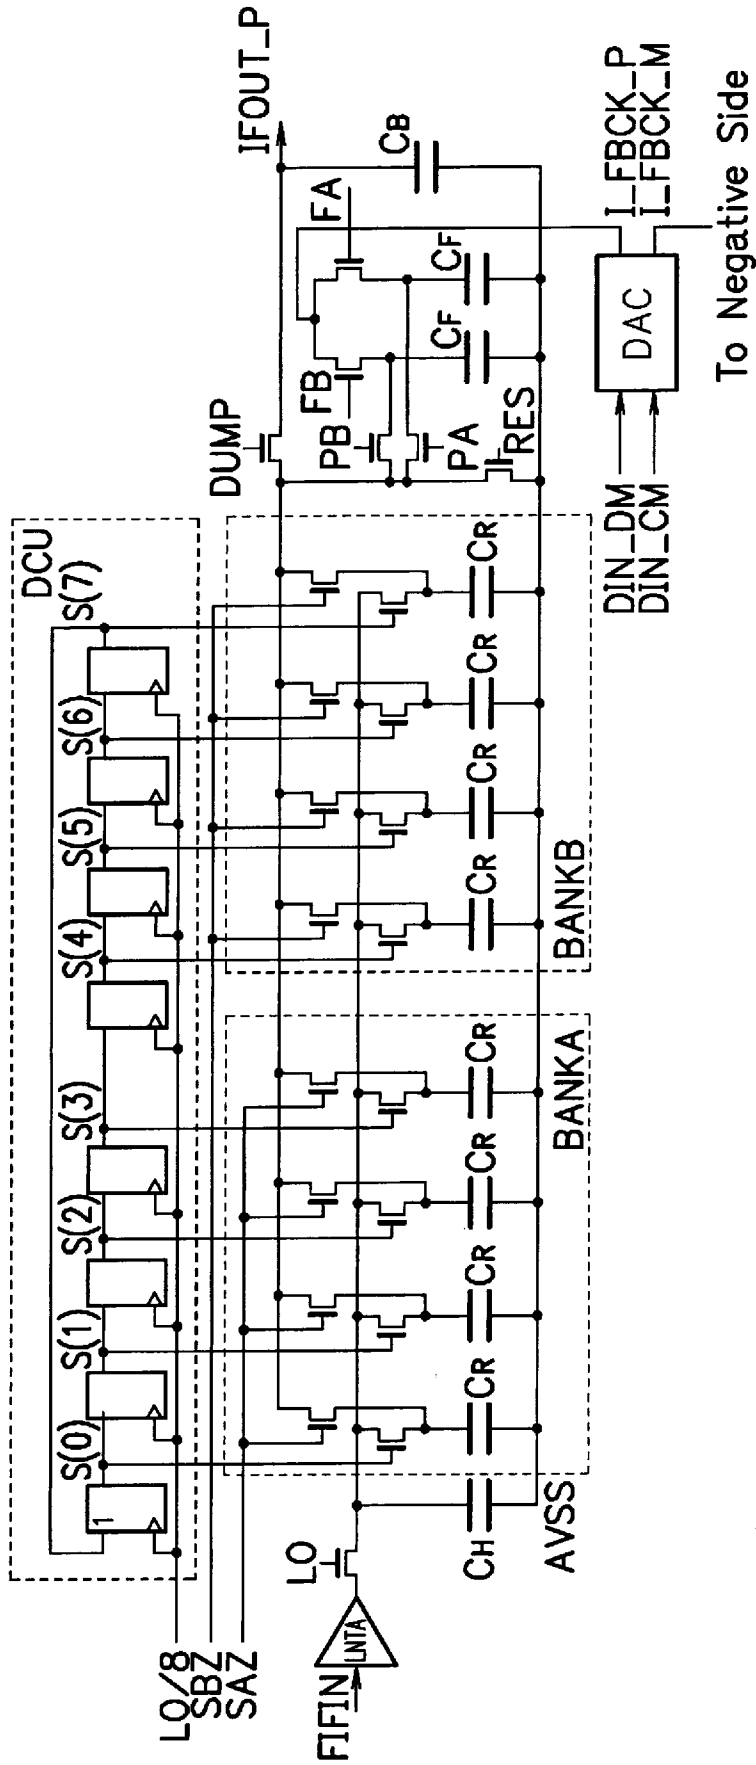 DCU
S(0) S(1) S(2) S(3) S(4) S(5) S(6) S(7)
1
LO/8
SBZ
SAZ
DUMP
IFOUT_P
LO
FIFIN
LNTA
CH
AVSS
CR CR CR CR
BANKA
CR CR CR CR
BANKB
PB
PA
RES
FB
FA
CF
CF
CB
DIN_DM
DIN_CM
DAC
I_FBCK_P
I_FBCK_M
To Negative Side